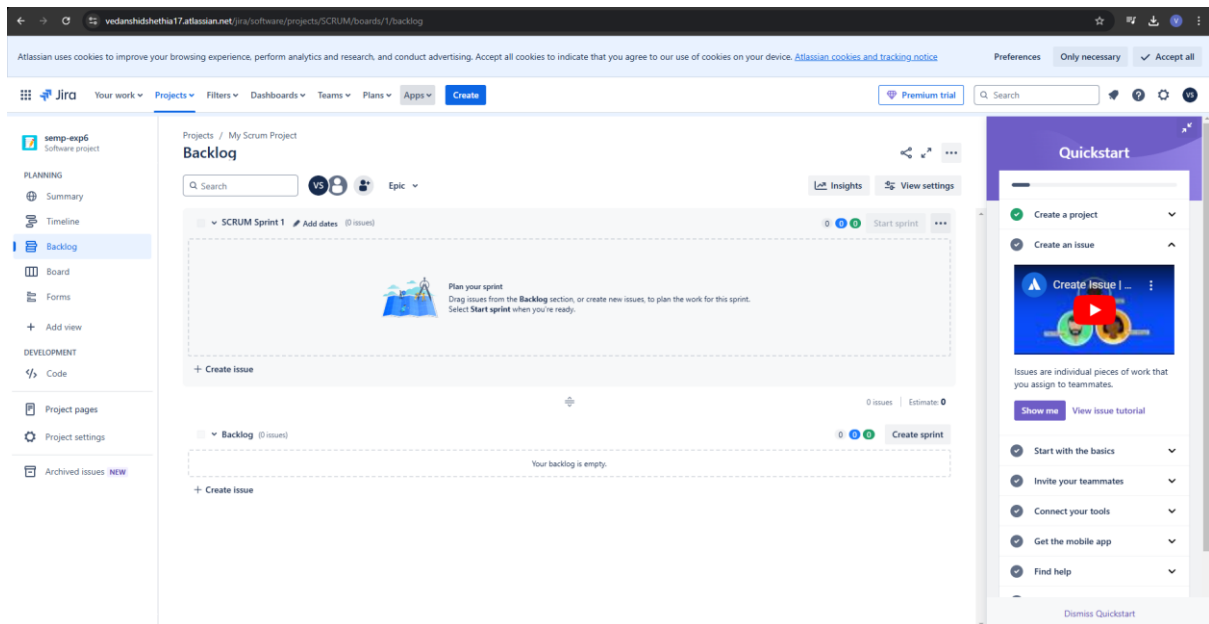 vedanshidshethia17.atlassian.net/jira/software/projects/SCRUM/boards/1/backlog
Atlassian uses cookies to improve your browsing experience, perform analytics and research, and conduct advertising. Accept all cookies to indicate that you agree to our use of cookies on your device. Atlassian cookies and tracking notice
Preferences Only necessary Accept all
Jira Your work Projects Filters Dashboards Teams Plans Apps Create Premium trial Search VS
semp-exp6
Software project
PLANNING
Summary
Timeline
Backlog
Board
Forms
+ Add view
DEVELOPMENT
Code
Project pages
Project settings
Archived issues NEW
Projects / My Scrum Project
Backlog
Search VS Epic Insights View settings
SCRUM Sprint 1 Add dates (0 issues) 0 0 0 Start sprint
Plan your sprint
Drag issues from the Backlog section, or create new issues, to plan the work for this sprint.
Select Start sprint when you're ready.
+ Create issue
0 issues | Estimate: 0
Backlog (0 issues) 0 0 0 Create sprint
Your backlog is empty.
+ Create issue
Quickstart
Create a project
Create an issue
Create Issue | ...
Issues are individual pieces of work that
you assign to teammates.
Show me View issue tutorial
Start with the basics
Invite your teammates
Connect your tools
Get the mobile app
Find help
Dismiss Quickstart